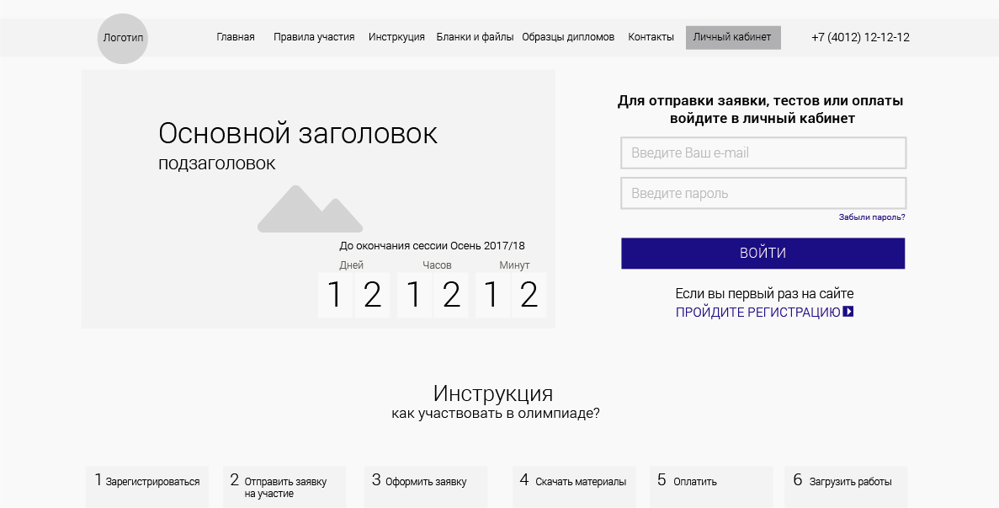 Логотип
Главная Правила участия Инстркуция Бланки и файлы Образцы дипломов Контакты Личный кабинет +7 (4012) 12-12-12
Основной заголовок
подзаголовок
До окончания сессии Осень 2017/18
Дней Часов Минут
1 2 1 2 1 2
Для отправки заявки, тестов или оплаты
войдите в личный кабинет
Введите Ваш e-mail
Введите пароль
Забыли пароль?
ВОЙТИ
Если вы первый раз на сайте
ПРОЙДИТЕ РЕГИСТРАЦИЮ
Инструкция
как участвовать в олимпиаде?
1 Зарегистрироваться
2 Отправить заявку
на участие
3 Оформить заявку
4 Скачать материалы
5 Оплатить
6 Загрузить работы